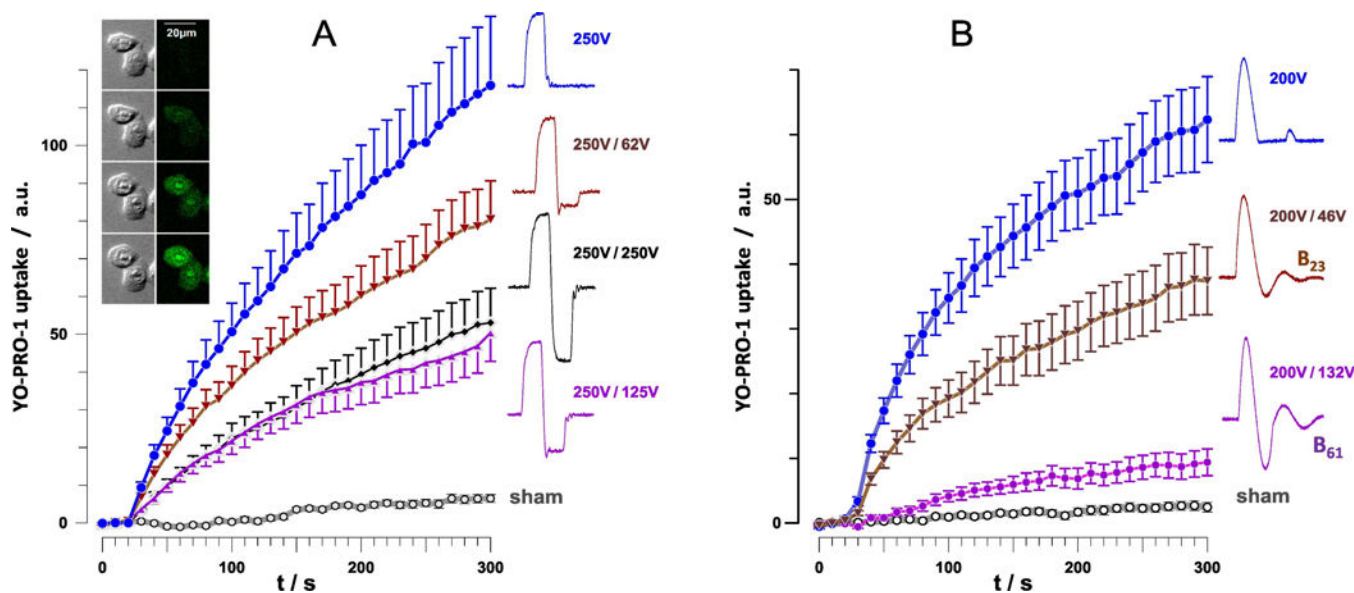 A
20µm
YO-PRO-1 uptake / a.u.
100
50
0
250V
250V / 62V
250V / 250V
250V / 125V
sham
0
100
200
300
t / s
B
YO-PRO-1 uptake / a.u.
50
0
200V
200V / 46V
B23
200V / 132V
B61
sham
0
100
200
300
t / s